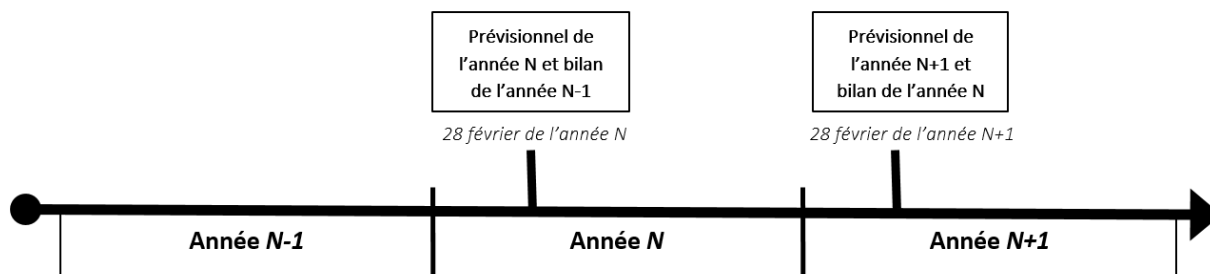 Prévisionnel de
l'année N et bilan
de l'année N-1
Prévisionnel de
l'année N+1 et
bilan de l'année N
28 février de l'année N
28 février de l'année N+1
Année N-1
Année N
Année N+1